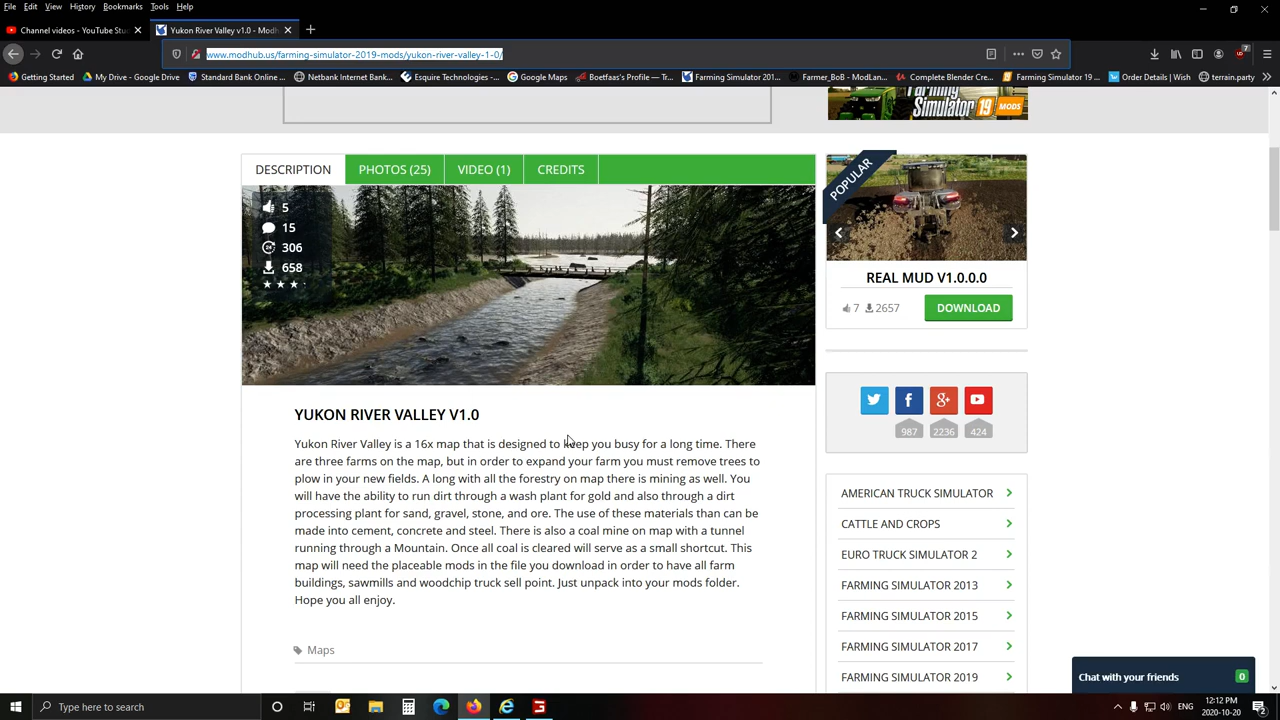 File Edit View History Bookmarks Tools Help
Channel videos - YouTube Stu
Yukon River Valley v1.0 - Modh
www.modhub.us/farming-simulator-2019-mods/yukon-river-valley-1-0/
7
Getting Started My Drive - Google Drive Standard Bank Online ... Netbank Internet Bank... Esquire Technologies -... Google Maps Boetfaas's Profile — Tr... Farming Simulator 201... Farmer_BoB - ModLan... Complete Blender Cre... Farming Simulator 19 ... Order Details | Wish terrain.party
Farming
Simulator 19 MODS
DESCRIPTION PHOTOS (25) VIDEO (1) CREDITS
5
15
24 306
658
POPULAR
REAL MUD V1.0.0.0
7 2657 DOWNLOAD
987 2236 424
YUKON RIVER VALLEY V1.0
Yukon River Valley is a 16x map that is designed to keep you busy for a long time. There
are three farms on the map, but in order to expand your farm you must remove trees to
plow in your new fields. A long with all the forestry on map there is mining as well. You
will have the ability to run dirt through a wash plant for gold and also through a dirt
processing plant for sand, gravel, stone, and ore. The use of these materials than can be
made into cement, concrete and steel. There is also a coal mine on map with a tunnel
running through a Mountain. Once all coal is cleared will serve as a small shortcut. This
map will need the placeable mods in the file you download in order to have all farm
buildings, sawmills and woodchip truck sell point. Just unpack into your mods folder.
Hope you all enjoy.
Maps
AMERICAN TRUCK SIMULATOR
CATTLE AND CROPS
EURO TRUCK SIMULATOR 2
FARMING SIMULATOR 2013
FARMING SIMULATOR 2015
FARMING SIMULATOR 2017
FARMING SIMULATOR 2019
Chat with your friends 0
Type here to search
ENG
12:12 PM
2020-10-20
2